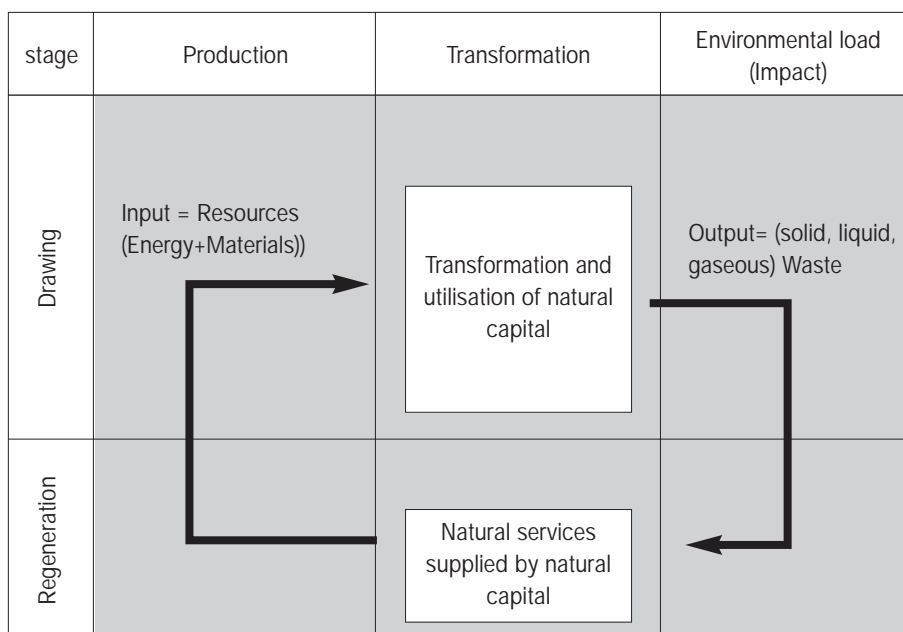 stage
Production
Transformation
Environmental load
(Impact)
Drawing
Input = Resources
(Energy+Materials))
Transformation and
utilisation of natural
capital
Output= (solid, liquid,
gaseous) Waste
Regeneration
Natural services
supplied by natural
capital